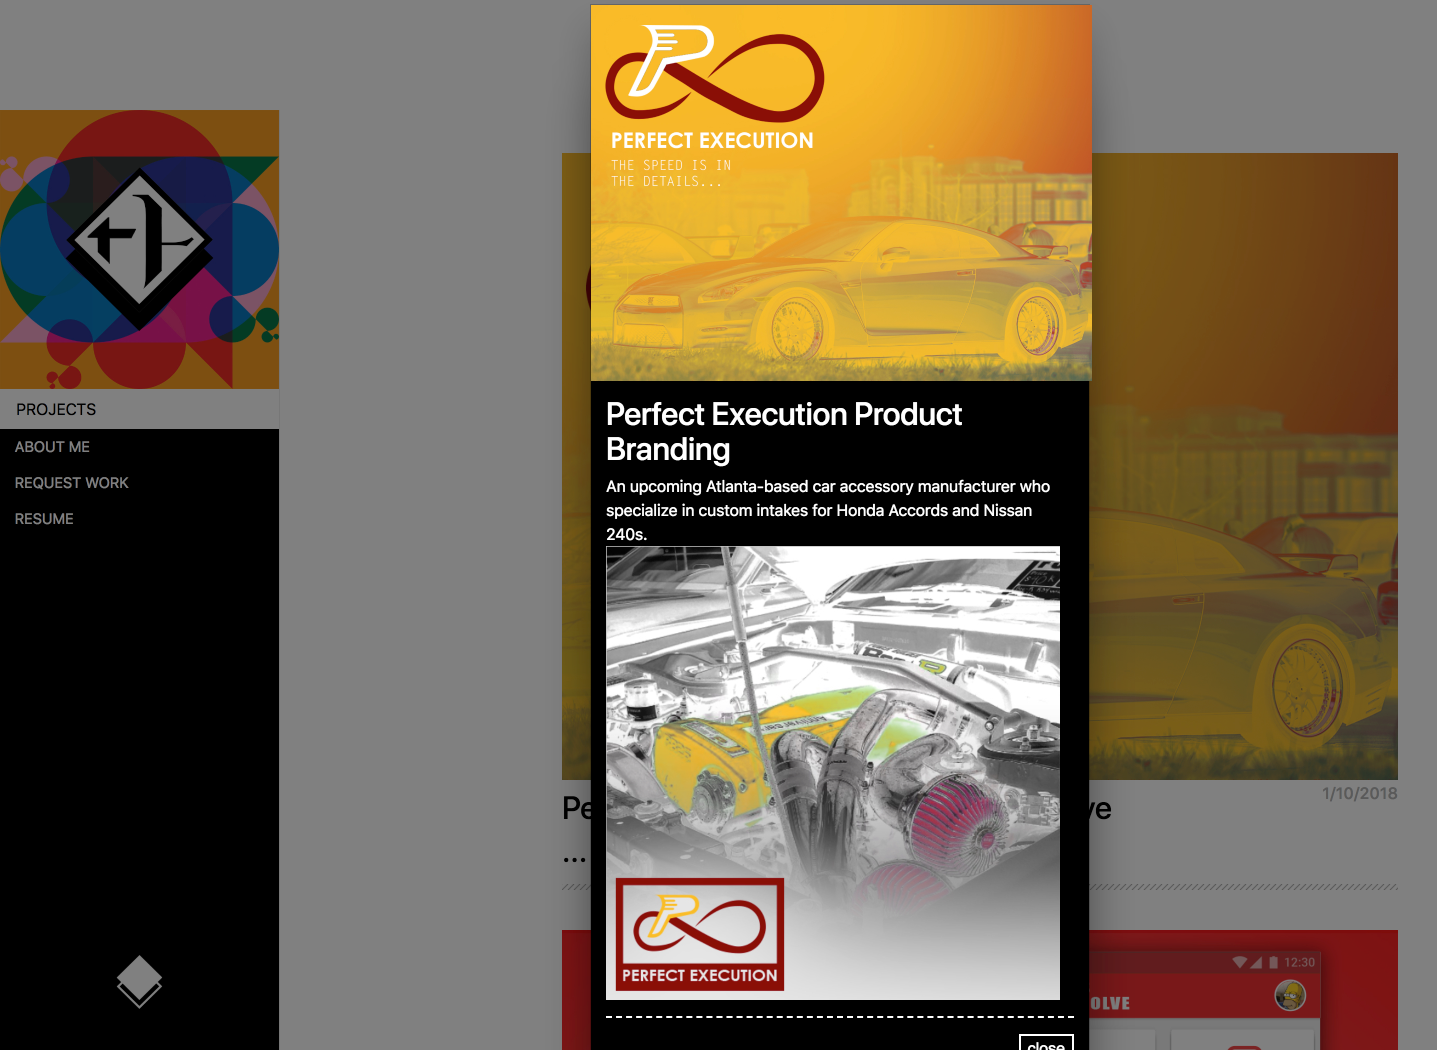 PERFECT EXECUTION
THE SPEED IS IN
THE DETAILS...
PROJECTS
ABOUT ME
REQUEST WORK
RESUME
Perfect Execution Product
Branding
An upcoming Atlanta-based car accessory manufacturer who
specialize in custom intakes for Honda Accords and Nissan
240s.
PERFECT EXECUTION
close
1/10/2018
Pe
ve
...
12:30
OLVE